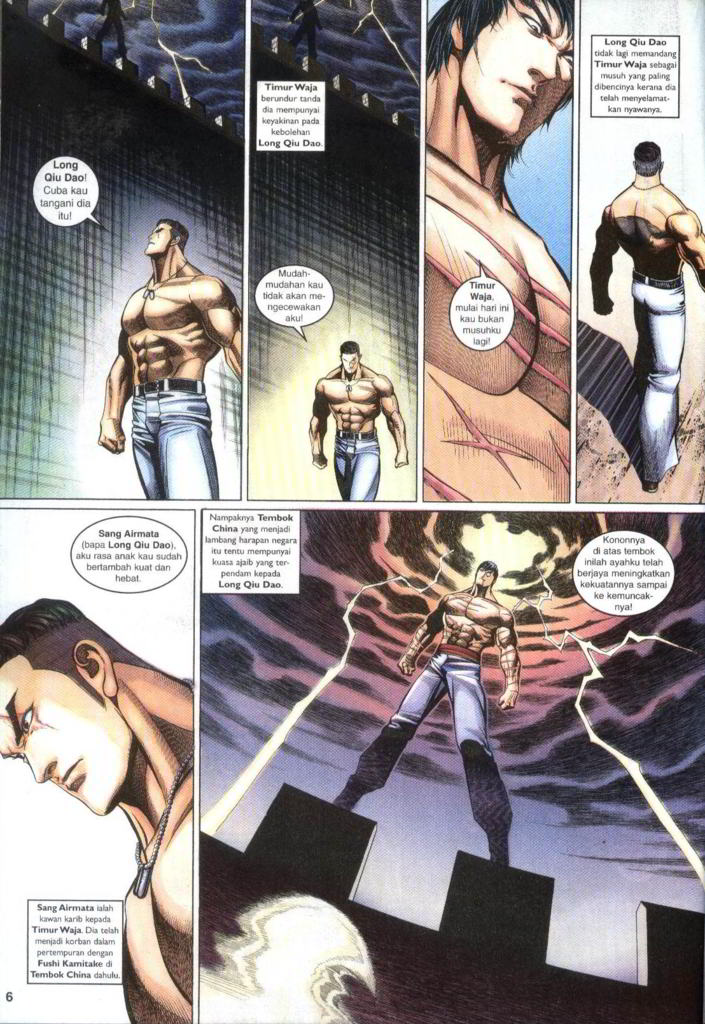 Long
Qiu Dao!
Cuba kau
tangani dia
itu!
Timur Waja
berundur tanda
dia mempunyai
keyakinan pada
kebolehan
Long Qiu Dao.
Mudah-
mudahan kau
tidak akan me-
ngecewakan
aku!
Timur
Waja,
mulai hari ini
kau bukan
musuhku
lagi!
Long Qiu Dao
tidak lagi memandang
Timur Waja sebagai
musuh yang paling
dibencinya kerana dia
telah menyelamat-
kan nyawanya.
Sang Airmata
(bapa Long Qiu Dao),
aku rasa anak kau sudah
bertambah kuat dan
hebat.
Sang Airmata ialah
kawan karib kepada
Timur Waja. Dia telah
menjadi korban dalam
pertempuran dengan
Fushi Kamitake di
Tembok China dahulu.
Nampaknya Tembok
China yang menjadi
lambang harapan negara
itu tentu mempunyai
kuasa ajaib yang ter-
pendam kepada
Long Qiu Dao.
Kononnya
di atas tembok
inilah ayahku telah
berjaya meningkatkan
kekuatannya sampai
ke kemuncak-
nya!
6